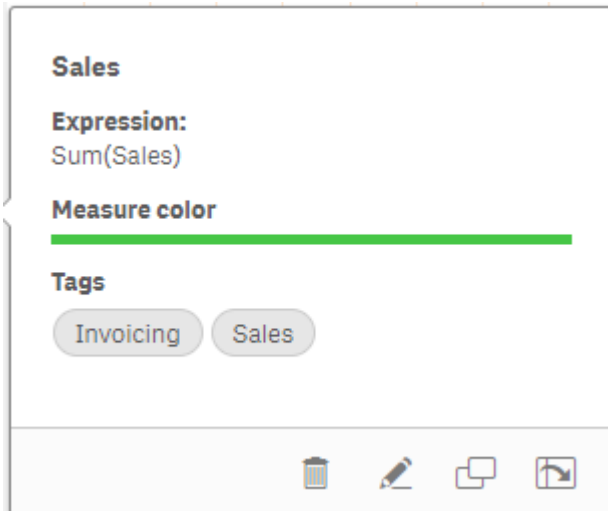 Sales
Expression:
Sum(Sales)
Measure color
Tags
Invoicing Sales